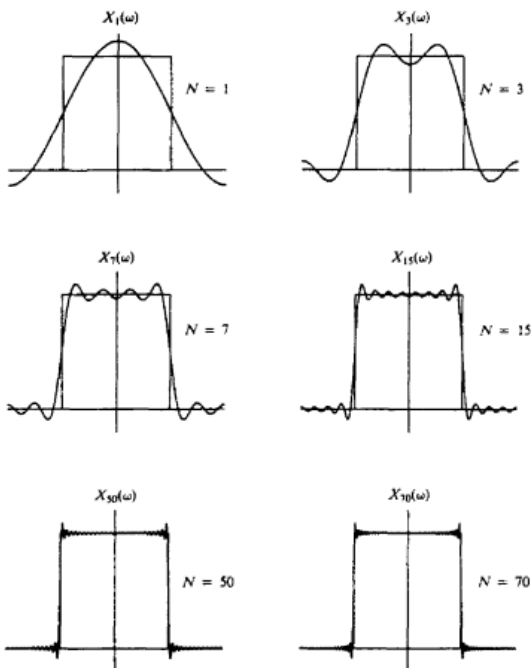 X₁(ω)
N = 1
X₃(ω)
N = 3
X₇(ω)
N = 7
X₁₅(ω)
N = 15
X₅₀(ω)
N = 50
X₇₀(ω)
N = 70